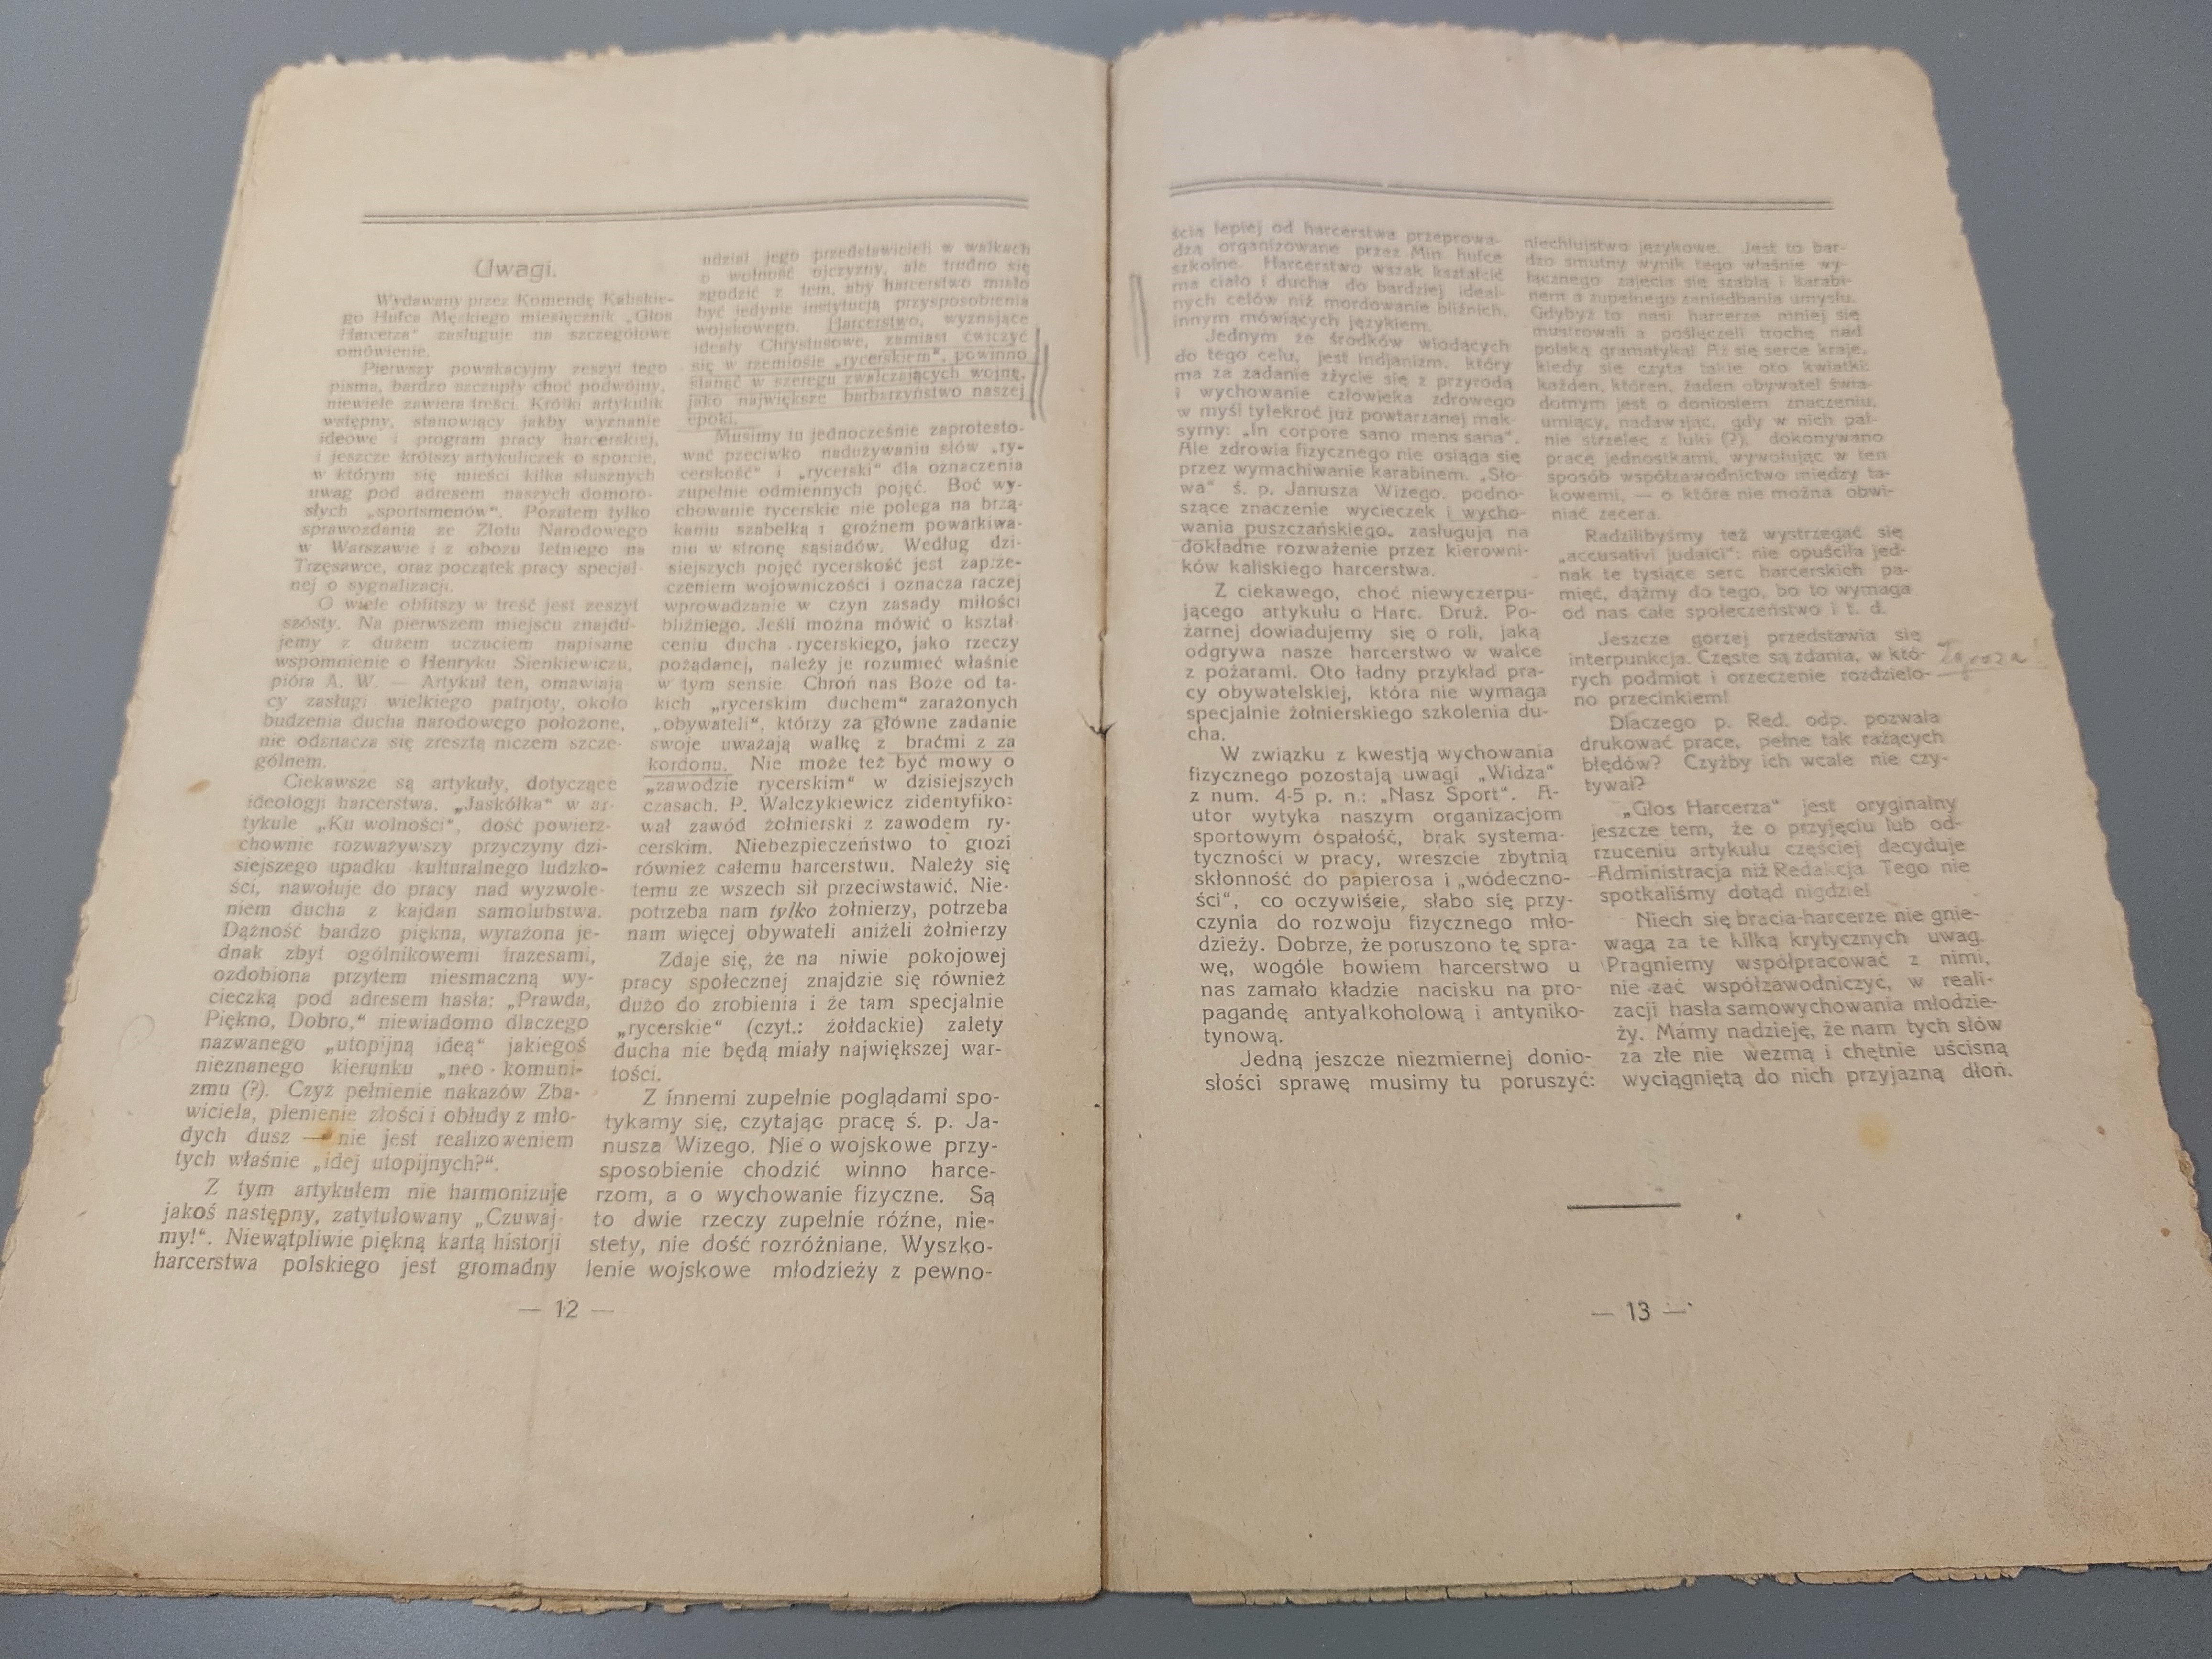 Uwagi.
Wydawany przez Komendę Kaliskie-
go Hufca Męskiego miesięcznik „Głos
Harcerza" zasługuje na szczegółowe
omówienie.
Pierwszy powakacyjny zeszyt tego
pisma, bardzo szczupły choć podwójny,
niewiele zawiera treści. Krótki artykulik
wstępny, stanowiący jakby wyznanie
ideowe i program pracy harcerskiej,
i jeszcze krótszy artykuliczek o sporcie,
w którym się mieści kilka słusznych
uwag pod adresem naszych domoro-
słych „sportsmenów". Pozatem tylko
sprawozdania ze Zlotu Narodowego
w Warszawie i z obozu letniego na
Trzęsawce, oraz początek pracy specjal-
nej o sygnalizacji.
O wiele obfitszy w treść jest zeszyt
szósty. Na pierwszem miejscu znajdu-
jemy z dużem uczuciem napisane
wspomnienie o Henryku Sienkiewiczu,
pióra A. W. — Artykuł ten, omawiają
cy zasługi wielkiego patrjoty, około
budzenia ducha narodowego położone,
nie odznacza się zresztą niczem szcze-
gólnem.
Ciekawsze są artykuły, dotyczące
ideologji harcerstwa. „Jaskółka" w ar-
tykule „Ku wolności", dość powierz-
chownie rozważywszy przyczyny dzi-
siejszego upadku kulturalnego ludzko-
ści, nawołuje do pracy nad wyzwole-
niem ducha z kajdan samolubstwa.
Dążność bardzo piękna, wyrażona je-
dnak zbyt ogólnikowemi frazesami,
ozdobiona przytem niesmaczną wy-
cieczką pod adresem hasła: „Prawda,
Piękno, Dobro," niewiadomo dlaczego
nazwanego „utopijną ideą" jakiegoś
nieznanego kierunku „neo-komuni-
zmu (?). Czyż pełnienie nakazów Zba-
wiciela, plenienie złości i obłudy z mło-
dych dusz — nie jest realizoweniem
tych właśnie „idej utopijnych?".
Z tym artykułem nie harmonizuje
jakoś następny, zatytułowany „Czuwaj-
my!". Niewątpliwie piękną kartą historji
harcerstwa polskiego jest gromadny
udział jego przedstawicieli w walkach
o wolność ojczyzny, ale trudno się
zgodzić z tem, aby harcerstwo miało
być jedynie instytucją przysposobienia
wojskowego. Harcerstwo, wyznające
ideały Chrystusowe, zamiast ćwiczyć
się w rzemiośle „rycerskiem", powinno
stanąć w szeregu zwalczających wojnę,
jako największe barbarzyństwo naszej
epoki.
Musimy tu jednocześnie zaprotesto-
wać przeciwko nadużywaniu słów „ry-
cerskość" i „rycerski" dla oznaczenia
zupełnie odmiennych pojęć. Boć wy-
chowanie rycerskie nie polega na brzą-
kaniu szabelką i groźnem powarkiwa-
niu w stronę sąsiadów. Według dzi-
siejszych pojęć rycerskość jest zaprze-
czeniem wojowniczości i oznacza raczej
wprowadzanie w czyn zasady miłości
bliźniego. Jeśli można mówić o kształ-
ceniu ducha rycerskiego, jako rzeczy
pożądanej, należy je rozumieć właśnie
w tym sensie. Chroń nas Boże od ta-
kich „rycerskim duchem" zarażonych
„obywateli", którzy za główne zadanie
swoje uważają walkę z braćmi z za
kordonu. Nie może też być mowy o
„zawodzie rycerskim" w dzisiejszych
czasach. P. Walczykiewicz zidentyfiko-
wał zawód żołnierski z zawodem ry-
cerskim. Niebezpieczeństwo to grozi
również całemu harcerstwu. Należy się
temu ze wszech sił przeciwstawić. Nie-
potrzeba nam tylko żołnierzy, potrzeba
nam więcej obywateli aniżeli żołnierzy
Zdaje się, że na niwie pokojowej
pracy społecznej znajdzie się również
dużo do zrobienia i że tam specjalnie
„rycerskie" (czyt.: żołdackie) zalety
ducha nie będą miały największej war-
tości.
Z innemi zupełnie poglądami spo-
tykamy się, czytając pracę ś. p. Ja-
nusza Wizego. Nie o wojskowe przy-
sposobienie chodzić winno harce-
rzom, a o wychowanie fizyczne. Są
to dwie rzeczy zupełnie różne, nie-
stety, nie dość rozróżniane. Wyszko-
lenie wojskowe młodzieży z pewno-
— 12 —
ścią lepiej od harcerstwa przeprowa-
dzą organizowane przez Min. hufce
szkolne. Harcerstwo wszak kształcić
ma ciało i ducha do bardziej ideal-
nych celów niż mordowanie bliźnich,
innym mówiących językiem.
Jednym ze środków wiodących
do tego celu, jest indjanizm, który
ma za zadanie zżycie się z przyrodą
i wychowanie człowieka zdrowego
w myśl tylekroć już powtarzanej mak-
symy: „In corpore sano mens sana".
Ale zdrowia fizycznego nie osiąga się
przez wymachiwanie karabinem. „Sło-
wa" ś. p. Janusza Wizego, podno-
szące znaczenie wycieczek i wycho-
wania puszczańskiego, zasługują na
dokładne rozważenie przez kierowni-
ków kaliskiego harcerstwa.
Z ciekawego, choć niewyczerpu-
jącego artykułu o Harc. Druż. Po-
żarnej dowiadujemy się o roli, jaką
odgrywa nasze harcerstwo w walce
z pożarami. Oto ładny przykład pra-
cy obywatelskiej, która nie wymaga
specjalnie żołnierskiego szkolenia du-
cha.
W związku z kwestją wychowania
fizycznego pozostają uwagi „Widza"
z num. 4-5 p. n.: „Nasz Sport". A-
utor wytyka naszym organizacjom
sportowym ospałość, brak systema-
tyczności w pracy, wreszcie zbytnią
skłonność do papierosa i „wódeczno-
ści", co oczywiście, słabo się przy-
czynia do rozwoju fizycznego mło-
dzieży. Dobrze, że poruszono tę spra-
wę, wogóle bowiem harcerstwo u
nas zamało kładzie nacisku na pro-
pagandę antyalkoholową i antyniko-
tynową.
Jedną jeszcze niezmiernej donio-
słości sprawę musimy tu poruszyć:
niechlujstwo językowe. Jest to bar-
dzo smutny wynik tego właśnie wy-
łącznego zajęcia się szablą i karabi-
nem a zupełnego zaniedbania umysłu.
Gdybyż to nasi harcerze mniej się
mustrowali a poślęczeli trochę nad
polską gramatyką! Aż się serce kraje,
kiedy się czyta takie oto kwiatki:
każden, któren, żaden obywatel świa-
domym jest o doniosłem znaczeniu,
umiący, nadawając, gdy w nich pal-
nie strzelec z łuki (?), dokonywano
pracę jednostkami, wywołując w ten
sposób współzawodnictwo między ta-
kowemi, — o które nie można obwi-
niać zecera.
Radzilibyśmy też wystrzegać się
„accusativi judaici": nie opuściła jed-
nak te tysiące serc harcerskich pa-
mięć, dążmy do tego, bo to wymaga
od nas całe społeczeństwo i t. d.
Jeszcze gorzej przedstawia się
interpunkcja. Częste są zdania, w któ-
rych podmiot i orzeczenie rozdzielo-
no przecinkiem!
Dlaczego p. Red. odp. pozwala
drukować prace, pełne tak rażących
błędów? Czyżby ich wcale nie czy-
tywał?
„Głos Harcerza" jest oryginalny
jeszcze tem, że o przyjęciu lub od-
rzuceniu artykułu częściej decyduje
Administracja niż Redakcja Tego nie
spotkaliśmy dotąd nigdzie!
Niech się bracia-harcerze nie gnie-
wają za te kilka krytycznych uwag.
Pragniemy współpracować z nimi,
nie zać współzawodniczyć, w reali-
zacji hasła samowychowania młodzie-
ży. Mamy nadzieję, że nam tych słów
za złe nie wezmą i chętnie uścisną
wyciągniętą do nich przyjazną dłoń.
— 13 —